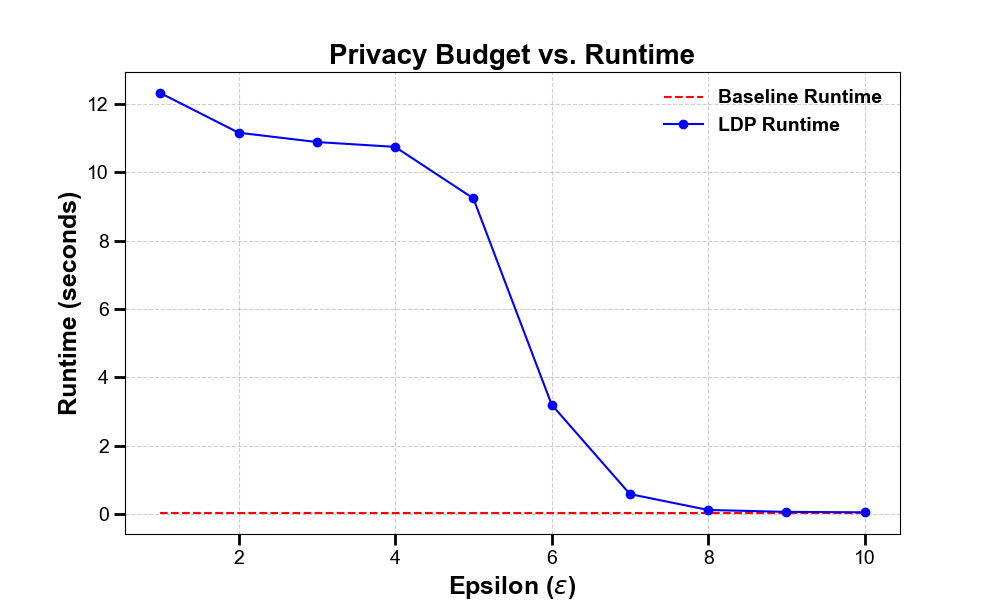 Privacy Budget vs. Runtime
Baseline Runtime
LDP Runtime
Runtime (seconds)
12
10
8
6
4
2
0
2 4 6 8 10
Epsilon (ε)